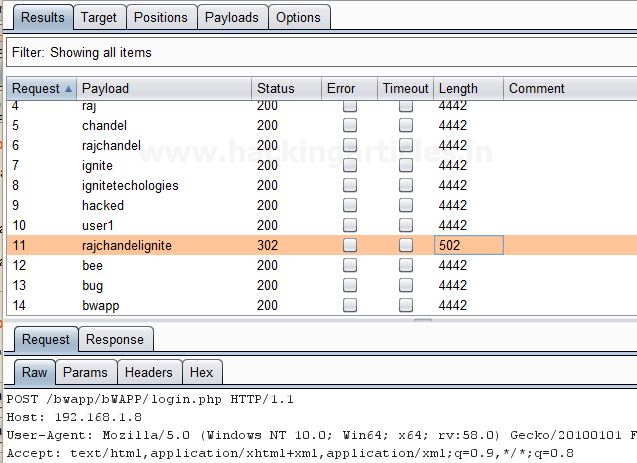 Results Target Positions Payloads Options
Filter: Showing all items
Request Payload Status Error Timeout Length Comment
4 raj 200 4442
5 chandel 200 4442
6 rajchandel 200 4442
www.hackingarticles.in
7 ignite 200 4442
8 ignitetechologies 200 4442
9 hacked 200 4442
10 user1 200 4442
11 rajchandelignite 302 502
12 bee 200 4442
13 bug 200 4442
14 bwapp 200 4442
Request Response
Raw Params Headers Hex
POST /bwapp/bWAPP/login.php HTTP/1.1
Host: 192.168.1.8
User-Agent: Mozilla/5.0 (Windows NT 10.0; Win64; x64; rv:58.0) Gecko/20100101 F
Accept: text/html,application/xhtml+xml,application/xml;q=0.9,*/*;q=0.8